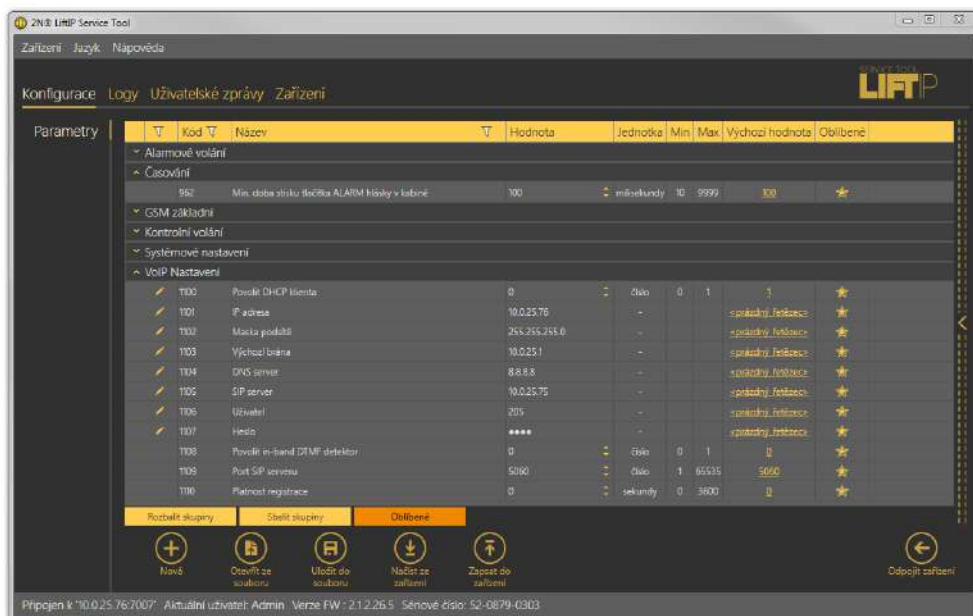 2N® LiftIP Service Tool
Zařízení Jazyk Nápověda
SERVICE TOOL
LIFTIP
Konfigurace Logy Uživatelské zprávy Zařízení
Parametry
Kód Název Hodnota Jednotka Min Max Výchozí hodnota Oblíbené
Alarmové volání
Časování
962 Min. doba stisku tlačítka ALARM hlásky v kabině 100 milisekundy 10 9999 100
GSM základní
Kontrolní volání
Systémové nastavení
VoIP Nastavení
1100 Povolit DHCP klienta 0 číslo 0 1 1
1101 IP adresa 10.0.25.76 - <prázdný řetězec>
1102 Maska podsítě 255.255.255.0 - <prázdný řetězec>
1103 Výchozí brána 10.0.25.1 - <prázdný řetězec>
1104 DNS server 8.8.8.8 - <prázdný řetězec>
1105 SIP server 10.0.25.75 - <prázdný řetězec>
1106 Uživatel 205 - <prázdný řetězec>
1107 Heslo •••• - <prázdný řetězec>
1108 Povolit in-band DTMF detektor 0 číslo 0 1 0
1109 Port SIP serveru 5060 číslo 1 65535 5060
1110 Platnost registrace 0 sekundy 0 3600 0
Rozbalit skupiny Sbalit skupiny Oblíbené
Nová Otevřít ze souboru Uložit do souboru Načíst ze zařízení Zapsat do zařízení Odpojit zařízení
Připojen k "10.0.25.76:7007" Aktuální uživatel: Admin Verze FW : 2.1.2.26.5 Sériové číslo: 52-0879-0303